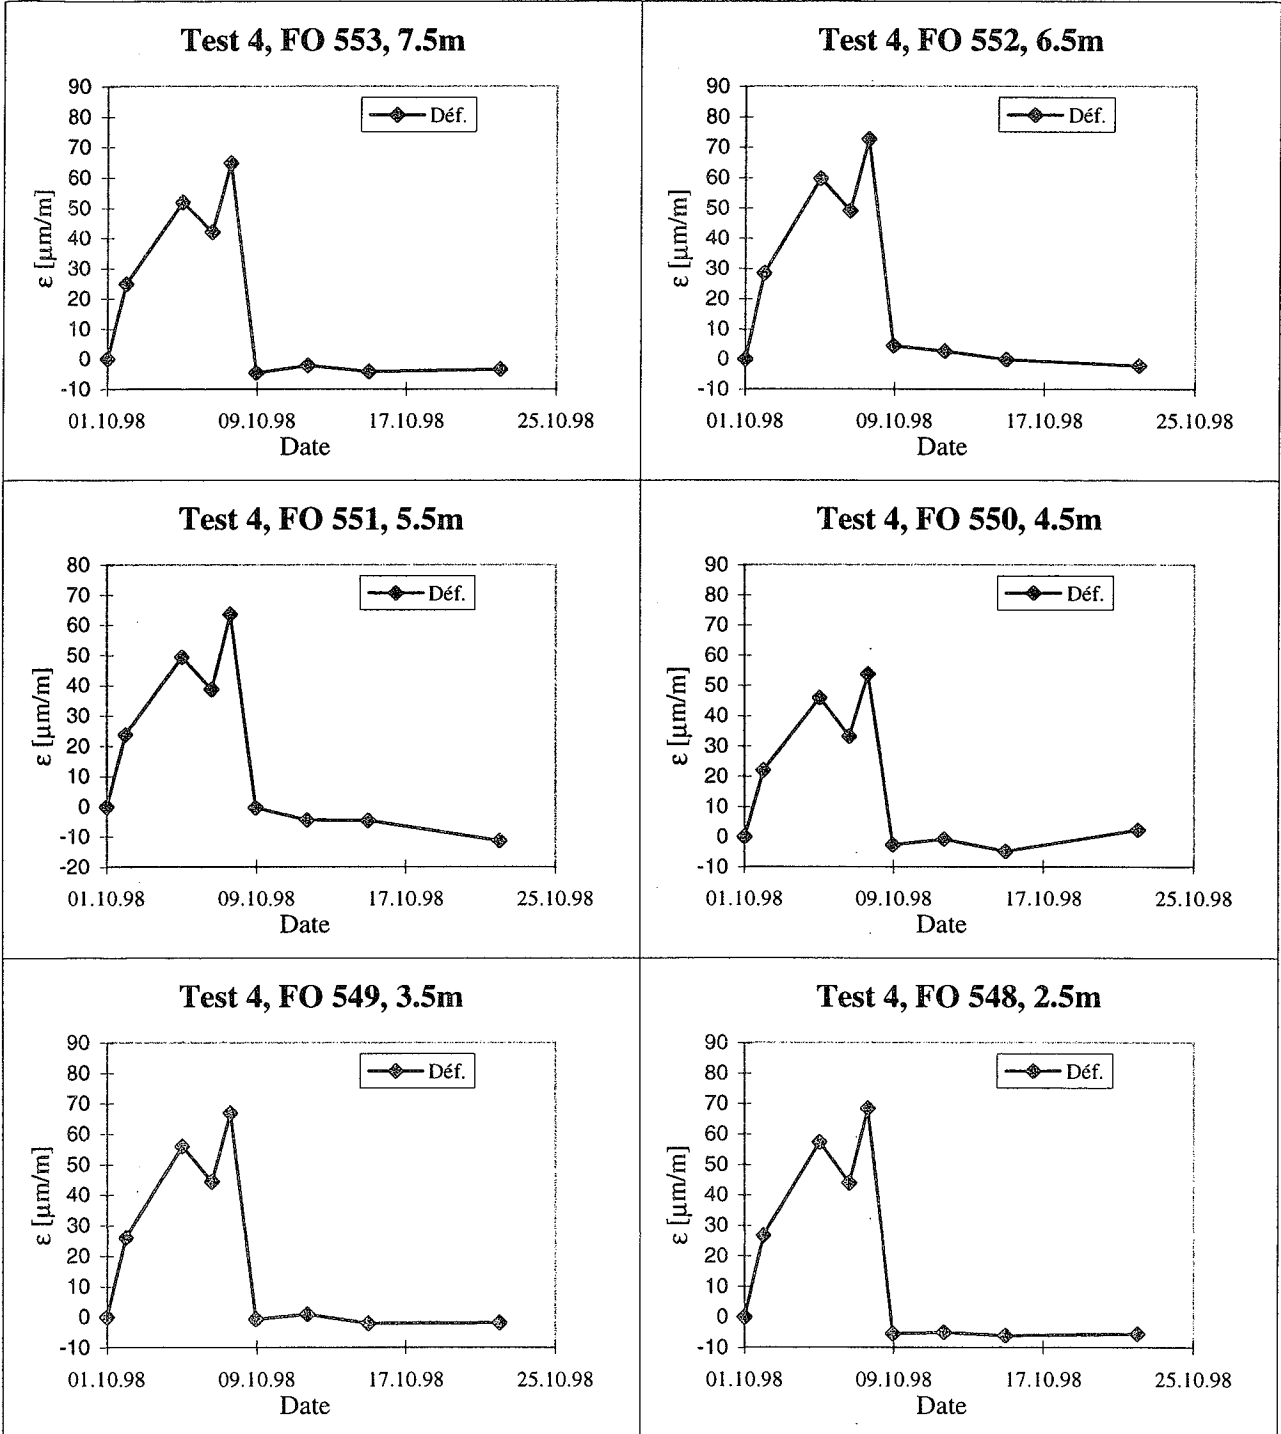 Test 4, FO 553, 7.5m
90
80
70
60
50
40
30
20
10
0
-10
ε [µm/m]
Déf.
01.10.98 09.10.98 17.10.98 25.10.98
Date
Test 4, FO 552, 6.5m
90
80
70
60
50
40
30
20
10
0
-10
ε [µm/m]
Déf.
01.10.98 09.10.98 17.10.98 25.10.98
Date
Test 4, FO 551, 5.5m
80
70
60
50
40
30
20
10
0
-10
-20
ε [µm/m]
Déf.
01.10.98 09.10.98 17.10.98 25.10.98
Date
Test 4, FO 550, 4.5m
90
80
70
60
50
40
30
20
10
0
-10
ε [µm/m]
Déf.
01.10.98 09.10.98 17.10.98 25.10.98
Date
Test 4, FO 549, 3.5m
90
80
70
60
50
40
30
20
10
0
-10
ε [µm/m]
Déf.
01.10.98 09.10.98 17.10.98 25.10.98
Date
Test 4, FO 548, 2.5m
90
80
70
60
50
40
30
20
10
0
-10
ε [µm/m]
Déf.
01.10.98 09.10.98 17.10.98 25.10.98
Date